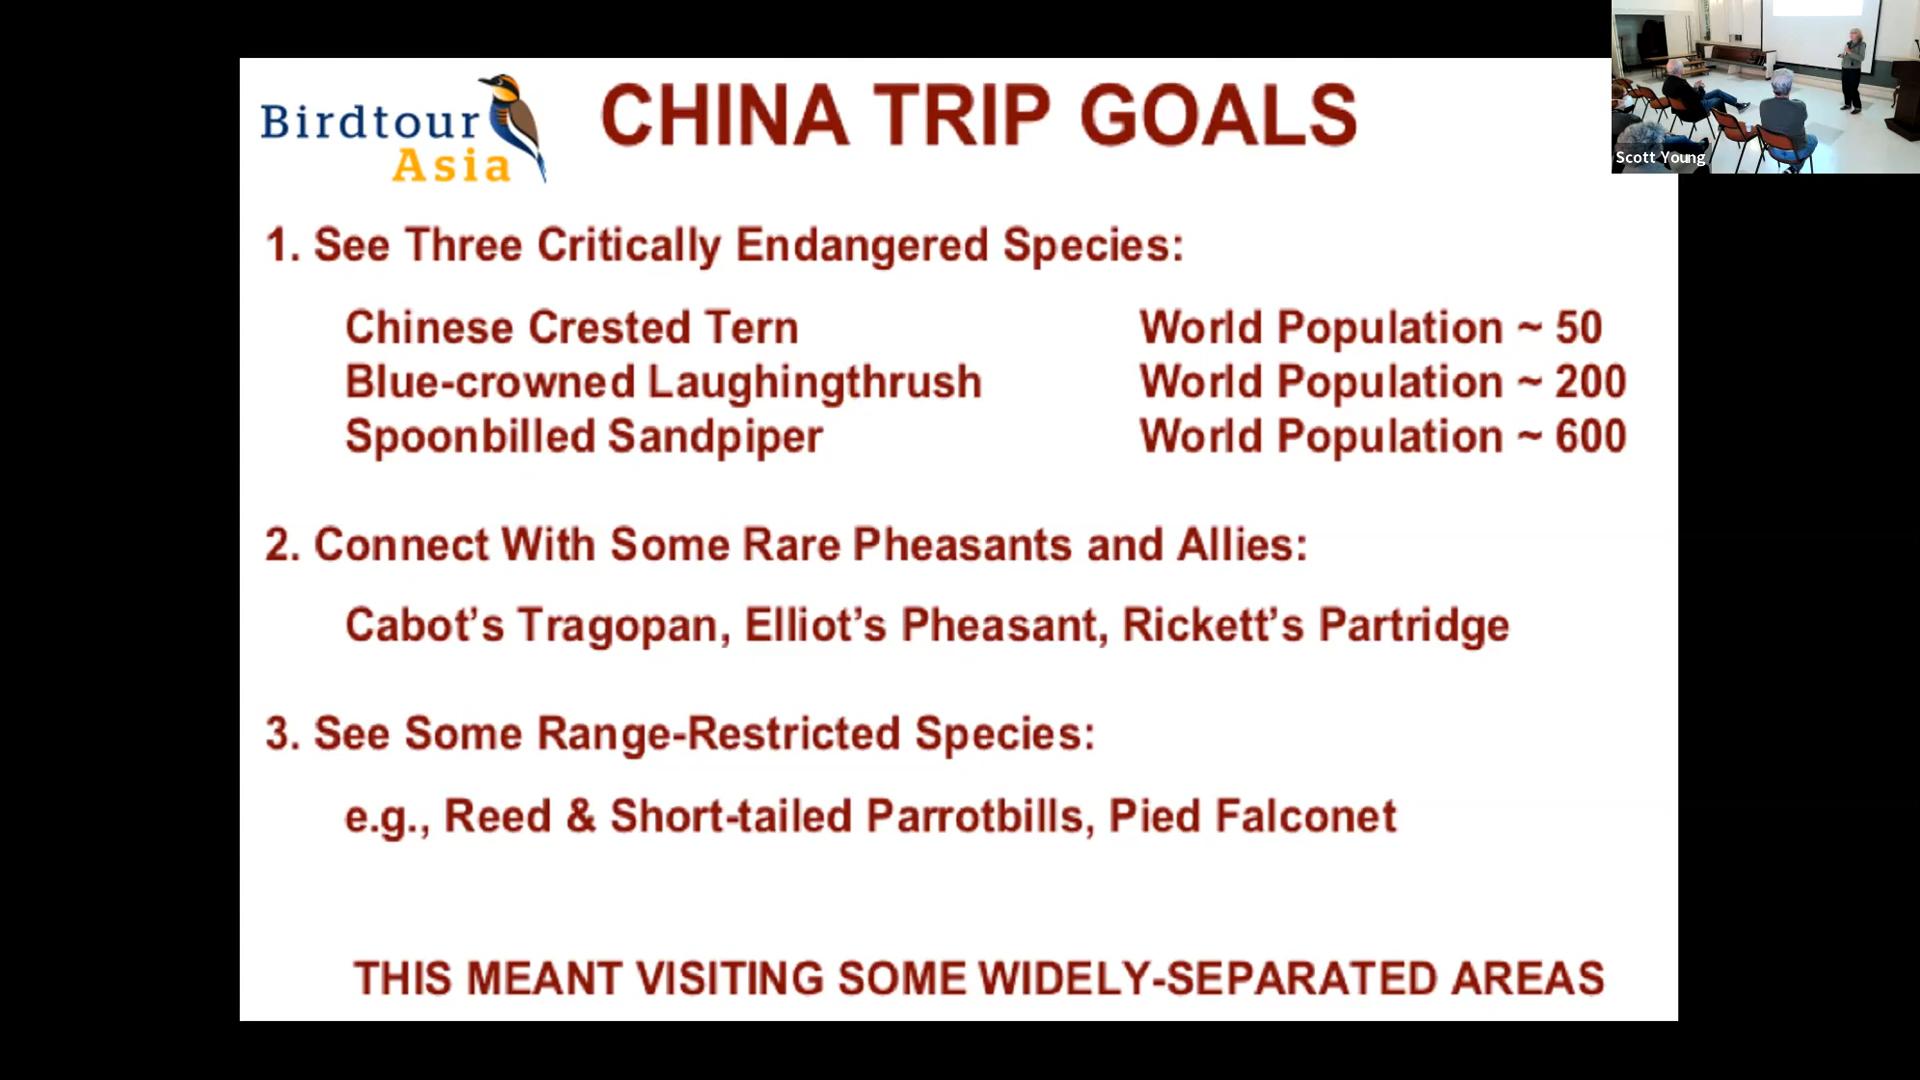 Birdtour
Asia
CHINA TRIP GOALS
Scott Young
1. See Three Critically Endangered Species:
Chinese Crested Tern World Population ~ 50
Blue-crowned Laughingthrush World Population ~ 200
Spoonbilled Sandpiper World Population ~ 600
2. Connect With Some Rare Pheasants and Allies:
Cabot’s Tragopan, Elliot’s Pheasant, Rickett’s Partridge
3. See Some Range-Restricted Species:
e.g., Reed & Short-tailed Parrotbills, Pied Falconet
THIS MEANT VISITING SOME WIDELY-SEPARATED AREAS